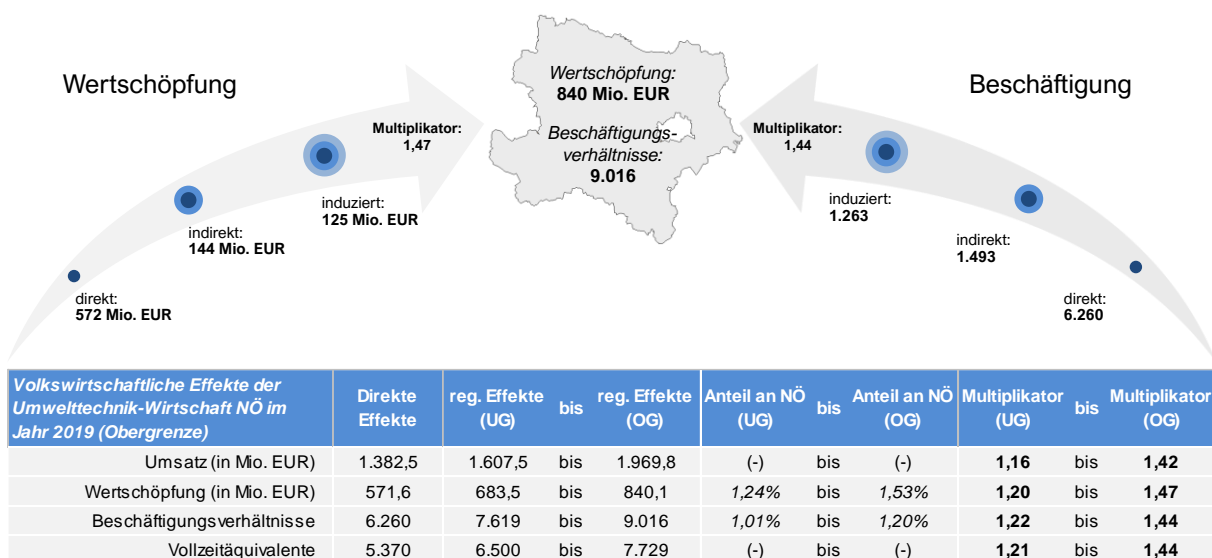 Wertschöpfung
Beschäftigung
Wertschöpfung:
840 Mio. EUR
Beschäftigungs-
verhältnisse:
9.016
Multiplikator:
1,47
induziert:
125 Mio. EUR
indirekt:
144 Mio. EUR
direkt:
572 Mio. EUR
Multiplikator:
1,44
induziert:
1.263
indirekt:
1.493
direkt:
6.260
Volkswirtschaftliche Effekte der
Umwelttechnik-Wirtschaft NÖ im
Jahr 2019 (Obergrenze)
Direkte
Effekte
reg. Effekte
(UG)
bis
reg. Effekte
(OG)
Anteil an NÖ
(UG)
bis
Anteil an NÖ
(OG)
Multiplikator
(UG)
bis
Multiplikator
(OG)
Umsatz (in Mio. EUR) 1.382,5 1.607,5 bis 1.969,8 (-) bis (-) 1,16 bis 1,42
Wertschöpfung (in Mio. EUR) 571,6 683,5 bis 840,1 1,24% bis 1,53% 1,20 bis 1,47
Beschäftigungsverhältnisse 6.260 7.619 bis 9.016 1,01% bis 1,20% 1,22 bis 1,44
Vollzeitäquivalente 5.370 6.500 bis 7.729 (-) bis (-) 1,21 bis 1,44